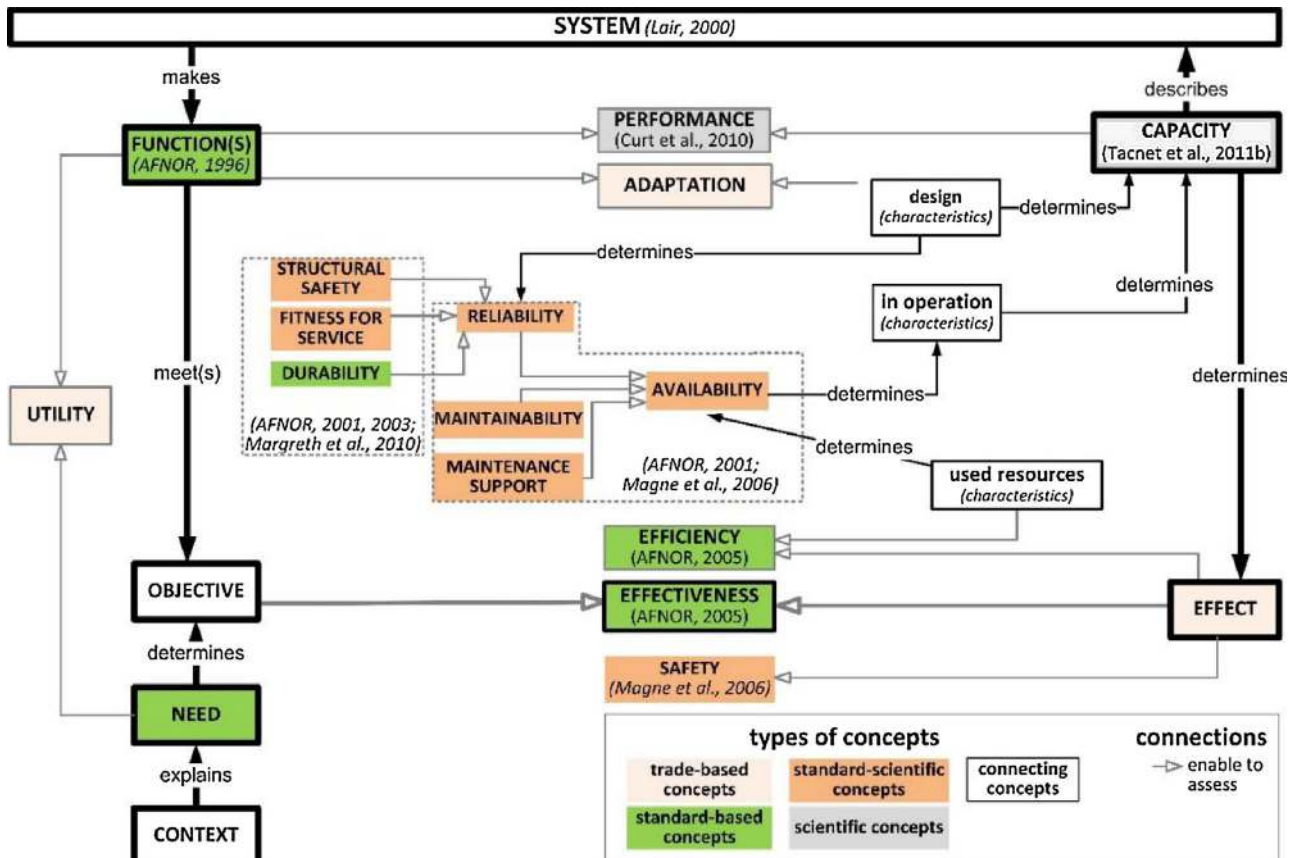 SYSTEM (Lair, 2000)
makes
describes
FUNCTION(S)
(AFNOR, 1996)
PERFORMANCE
(Curt et al., 2010)
CAPACITY
(Tacnet et al., 2011b)
ADAPTATION
design
(characteristics)
determines
determines
STRUCTURAL
SAFETY
FITNESS FOR
SERVICE
DURABILITY
(AFNOR, 2001, 2003;
Margreth et al., 2010)
RELIABILITY
in operation
(characteristics)
determines
meet(s)
AVAILABILITY
determines
determines
UTILITY
MAINTAINABILITY
MAINTENANCE
SUPPORT
(AFNOR, 2001;
Magne et al., 2006)
determines
used resources
(characteristics)
EFFICIENCY
(AFNOR, 2005)
OBJECTIVE
EFFECTIVENESS
(AFNOR, 2005)
EFFECT
determines
SAFETY
(Magne et al., 2006)
NEED
explains
CONTEXT
types of concepts
connections
trade-based
concepts
standard-scientific
concepts
connecting
concepts
enable to
assess
standard-based
concepts
scientific concepts